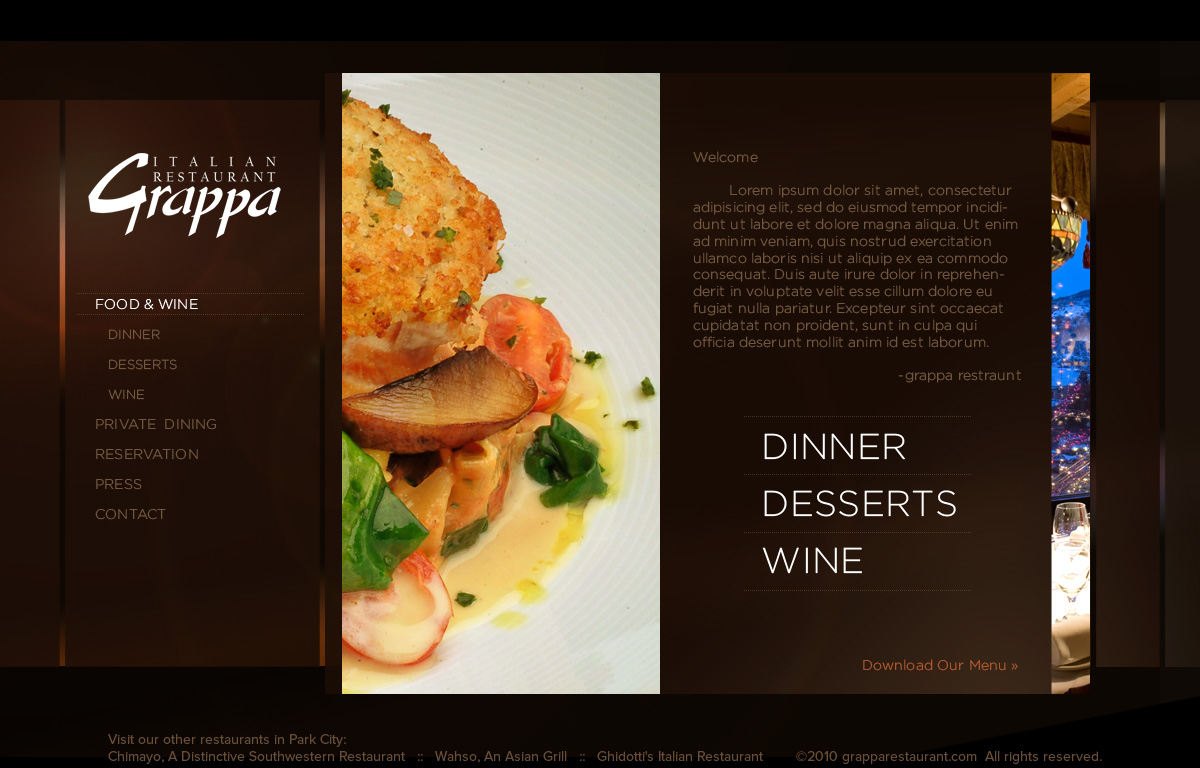 ITALIAN
RESTAURANT
Grappa
FOOD & WINE
DINNER
DESSERTS
WINE
PRIVATE DINING
RESERVATION
PRESS
CONTACT
Welcome
Lorem ipsum dolor sit amet, consectetur
adipisicing elit, sed do eiusmod tempor incidi-
dunt ut labore et dolore magna aliqua. Ut enim
ad minim veniam, quis nostrud exercitation
ullamco laboris nisi ut aliquip ex ea commodo
consequat. Duis aute irure dolor in reprehen-
derit in voluptate velit esse cillum dolore eu
fugiat nulla pariatur. Excepteur sint occaecat
cupidatat non proident, sunt in culpa qui
officia deserunt mollit anim id est laborum.
-grappa restraunt
DINNER
DESSERTS
WINE
Download Our Menu »
Visit our other restaurants in Park City:
Chimayo, A Distinctive Southwestern Restaurant :: Wahso, An Asian Grill :: Ghidotti's Italian Restaurant ©2010 grapparestaurant.com All rights reserved.